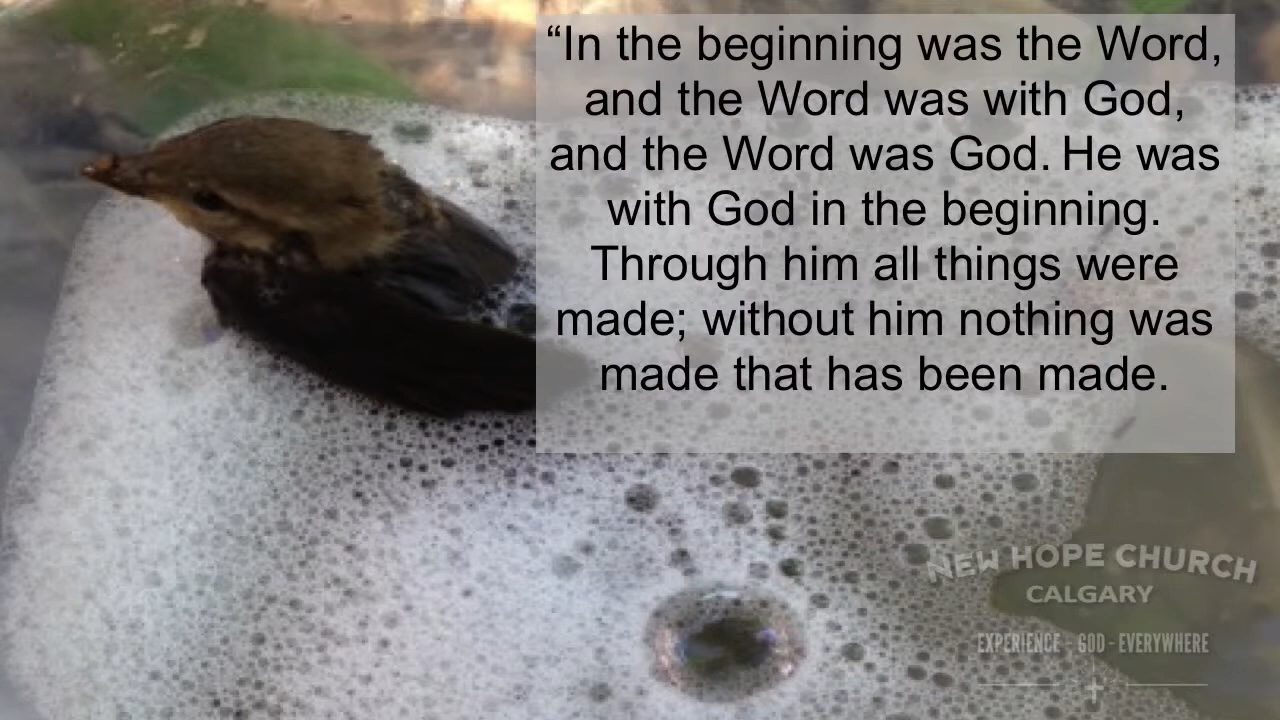 “In the beginning was the Word,
and the Word was with God,
and the Word was God. He was
with God in the beginning.
Through him all things were
made; without him nothing was
made that has been made.
NEW HOPE CHURCH
CALGARY
EXPERIENCE - GOD - EVERYWHERE